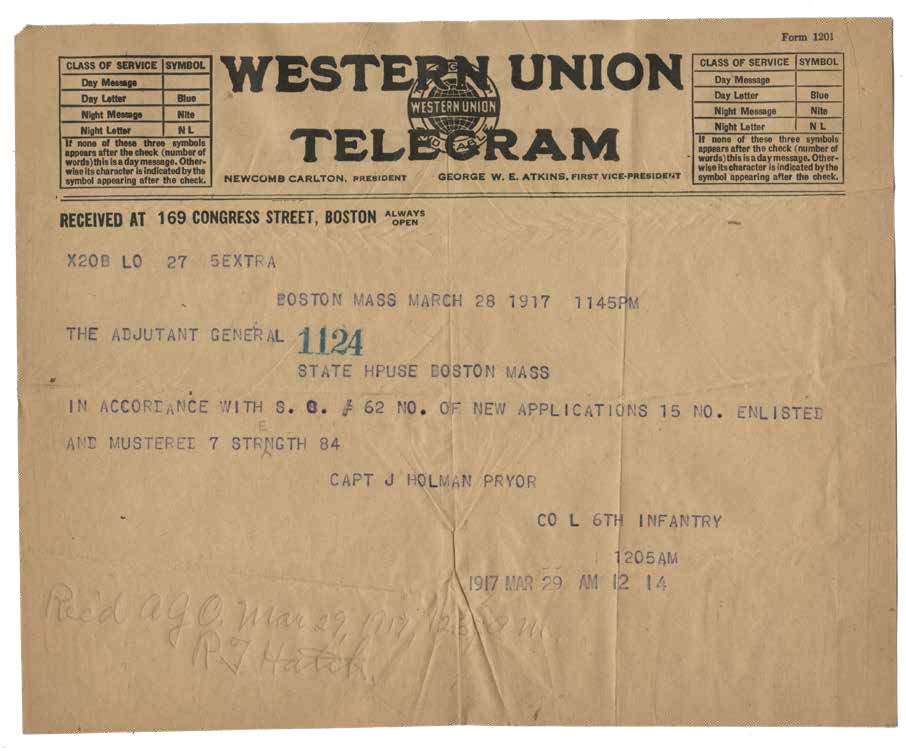 Form 1201
CLASS OF SERVICE SYMBOL
Day Message
Day Letter Blue
Night Message Nite
Night Letter N L
If none of these three symbols
appears after the check (number of
words) this is a day message. Other-
wise its character is indicated by the
symbol appearing after the check.
WESTERN UNION
WESTERN UNION
TELEGRAM
NEWCOMB CARLTON, PRESIDENT GEORGE W. E. ATKINS, FIRST VICE-PRESIDENT
CLASS OF SERVICE SYMBOL
Day Message
Day Letter Blue
Night Message Nite
Night Letter N L
If none of these three symbols
appears after the check (number of
words) this is a day message. Other-
wise its character is indicated by the
symbol appearing after the check.
RECEIVED AT 169 CONGRESS STREET, BOSTON ALWAYS OPEN
X20B LO 27 5EXTRA
BOSTON MASS MARCH 28 1917 1145PM
THE ADJUTANT GENERAL 1124
STATE HPUSE BOSTON MASS
IN ACCORDANCE WITH S. O. # 62 NO. OF NEW APPLICATIONS 15 NO. ENLISTED
AND MUSTERED 7 STRENGTH 84
CAPT J HOLMAN PRYOR
CO L 6TH INFANTRY
1205AM
1917 MAR 29 AM 12 14
Rec'd A.G.O. Mar 29, 1917,
R J Hatch.